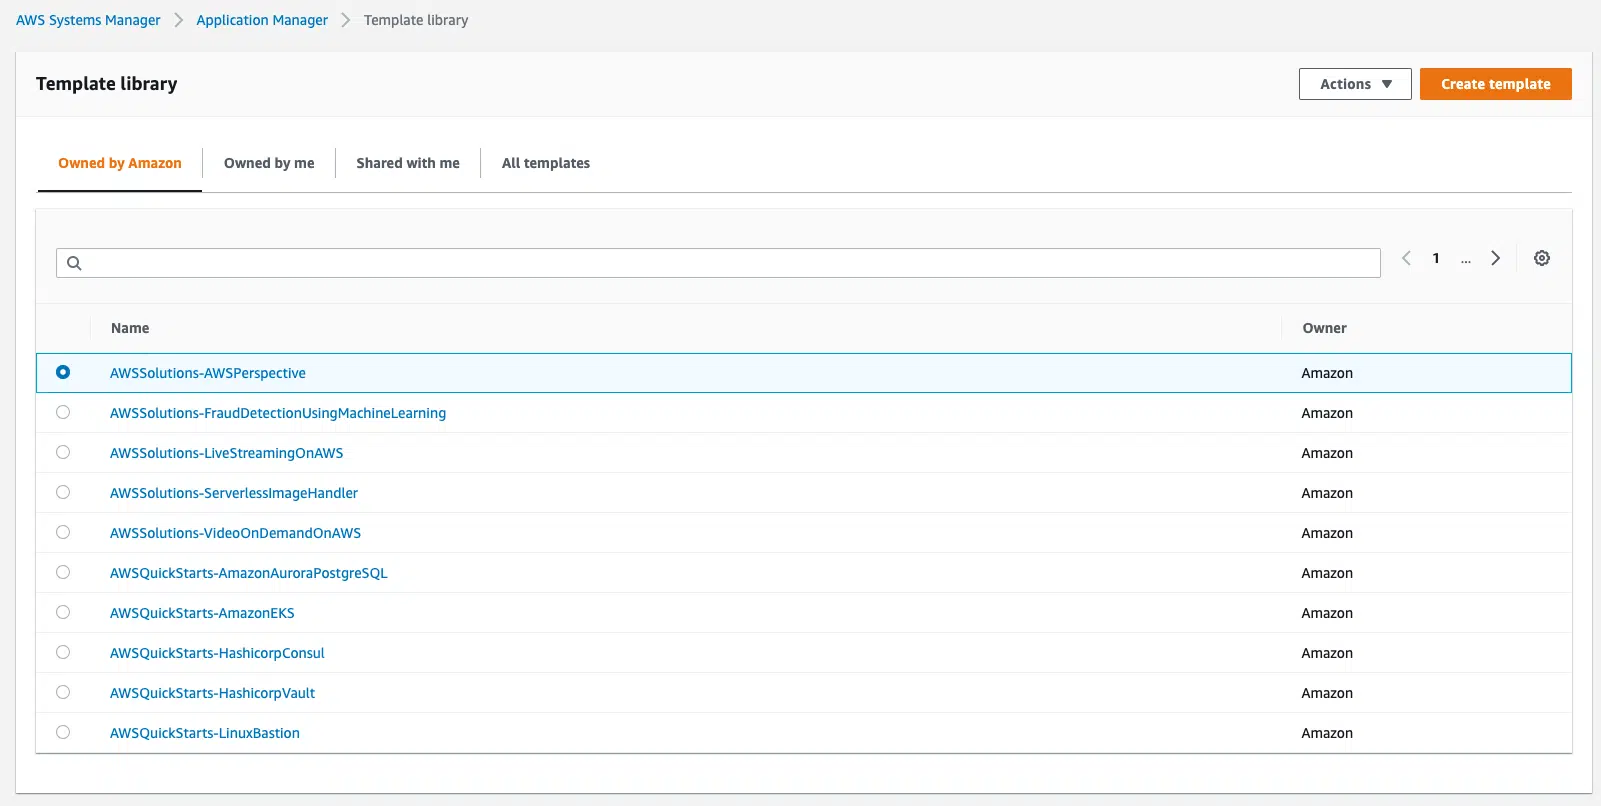 AWS Systems Manager > Application Manager > Template library
Template library
Actions ▼ Create template
Owned by Amazon Owned by me Shared with me All templates
1 ...
Name Owner
AWSSolutions-AWSPerspective Amazon
AWSSolutions-FraudDetectionUsingMachineLearning Amazon
AWSSolutions-LiveStreamingOnAWS Amazon
AWSSolutions-ServerlessImageHandler Amazon
AWSSolutions-VideoOnDemandOnAWS Amazon
AWSQuickStarts-AmazonAuroraPostgreSQL Amazon
AWSQuickStarts-AmazonEKS Amazon
AWSQuickStarts-HashicorpConsul Amazon
AWSQuickStarts-HashicorpVault Amazon
AWSQuickStarts-LinuxBastion Amazon